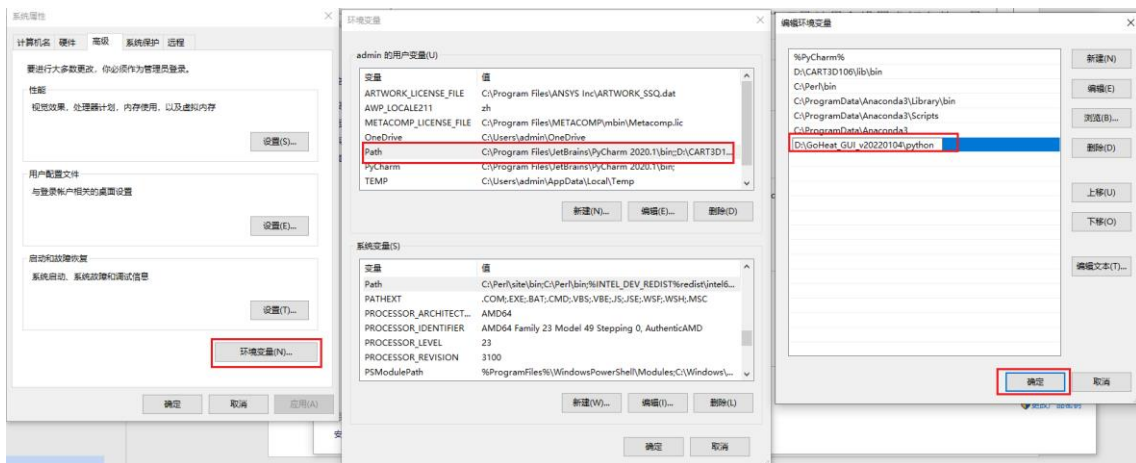 系统属性
计算机名 硬件 高级 系统保护 远程
要进行大多数更改，你必须作为管理员登录。
性能
视觉效果，处理器计划，内存使用，以及虚拟内存
设置(S)...
用户配置文件
与登录帐户相关的桌面设置
设置(E)...
启动和故障恢复
系统启动、系统故障和调试信息
设置(T)...
环境变量(N)...
确定 取消 应用(A)
环境变量
admin 的用户变量(U)
变量 值
ARTWORK_LICENSE_FILE C:\Program Files\ANSYS Inc\ARTWORK_SSQ.dat
AWP_LOCALE211 zh
METACOMP_LICENSE_FILE C:\Program Files\METACOMP\mbin\Metacomp.lic
OneDrive C:\Users\admin\OneDrive
Path C:\Program Files\JetBrains\PyCharm 2020.1\bin;;D:\CART3D1...
PyCharm C:\Program Files\JetBrains\PyCharm 2020.1\bin;
TEMP C:\Users\admin\AppData\Local\Temp
新建(N)... 编辑(E)... 删除(D)
系统变量(S)
变量 值
Path C:\Perl\site\bin;C:\Perl\bin;%INTEL_DEV_REDIST%redist\intel6...
PATHEXT .COM;.EXE;.BAT;.CMD;.VBS;.VBE;.JS;.JSE;.WSF;.WSH;.MSC
PROCESSOR_ARCHITECT... AMD64
PROCESSOR_IDENTIFIER AMD64 Family 23 Model 49 Stepping 0, AuthenticAMD
PROCESSOR_LEVEL 23
PROCESSOR_REVISION 3100
PSModulePath %ProgramFiles%\WindowsPowerShell\Modules;C:\Windows\...
新建(W)... 编辑(I)... 删除(L)
确定 取消
编辑环境变量
%PyCharm%
D:\CART3D106\lib\bin
C:\Perl\bin
C:\ProgramData\Anaconda3\Library\bin
C:\ProgramData\Anaconda3\Scripts
C:\ProgramData\Anaconda3
D:\GoHeat_GUI_v20220104\python
新建(N)
编辑(E)
浏览(B)...
删除(D)
上移(U)
下移(O)
编辑文本(T)...
确定 取消
安